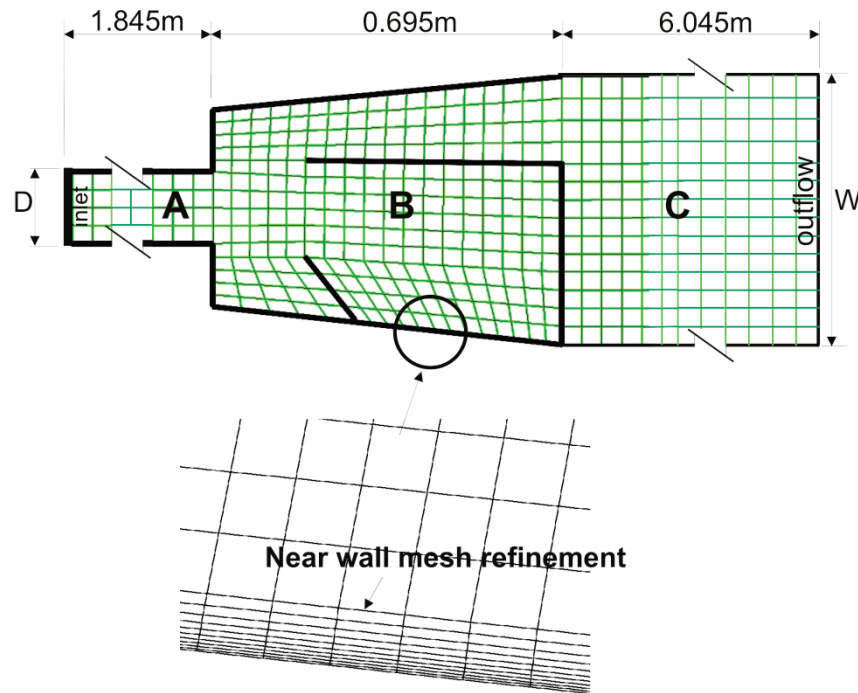 1.845m 0.695m 6.045m
D inlet A B C outflow W
Near wall mesh refinement